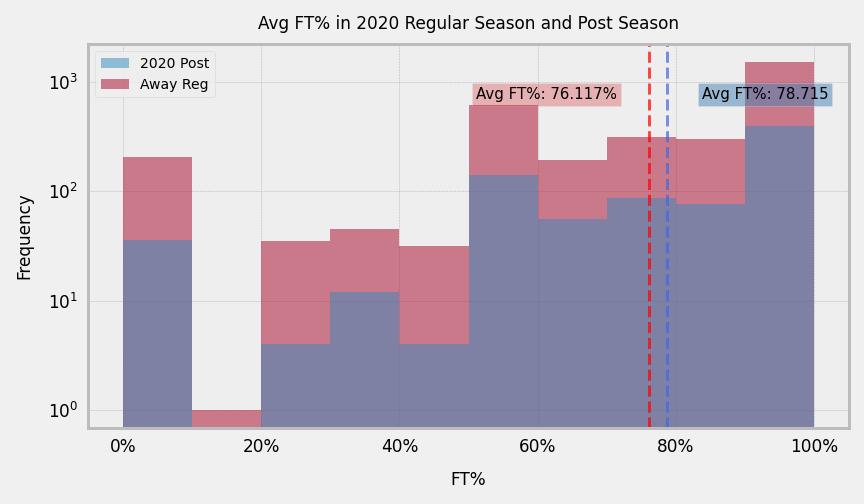 Avg FT% in 2020 Regular Season and Post Season
2020 Post
Away Reg
Avg FT%: 76.117%
Avg FT%: 78.715
Frequency
10³
10²
10¹
10⁰
0% 20% 40% 60% 80% 100%
FT%